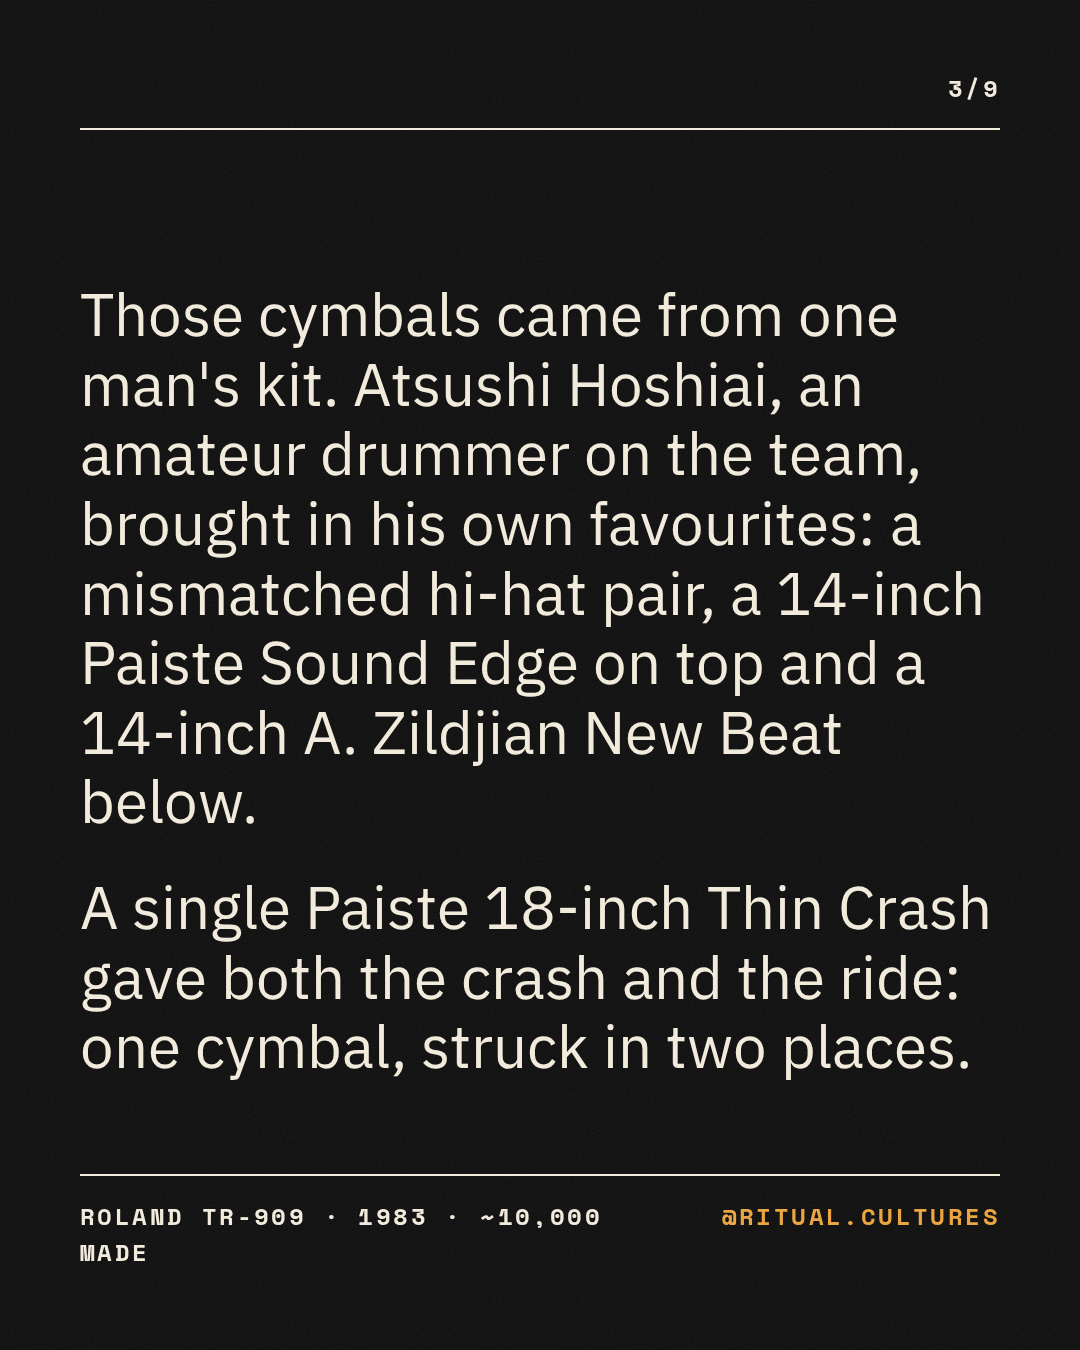 3/9
Those cymbals came from one
man's kit. Atsushi Hoshiai, an
amateur drummer on the team,
brought in his own favourites: a
mismatched hi-hat pair, a 14-inch
Paiste Sound Edge on top and a
14-inch A. Zildjian New Beat
below.
A single Paiste 18-inch Thin Crash
gave both the crash and the ride:
one cymbal, struck in two places.
ROLAND TR-909 · 1983 · ~10,000
MADE
@RITUAL.CULTURES